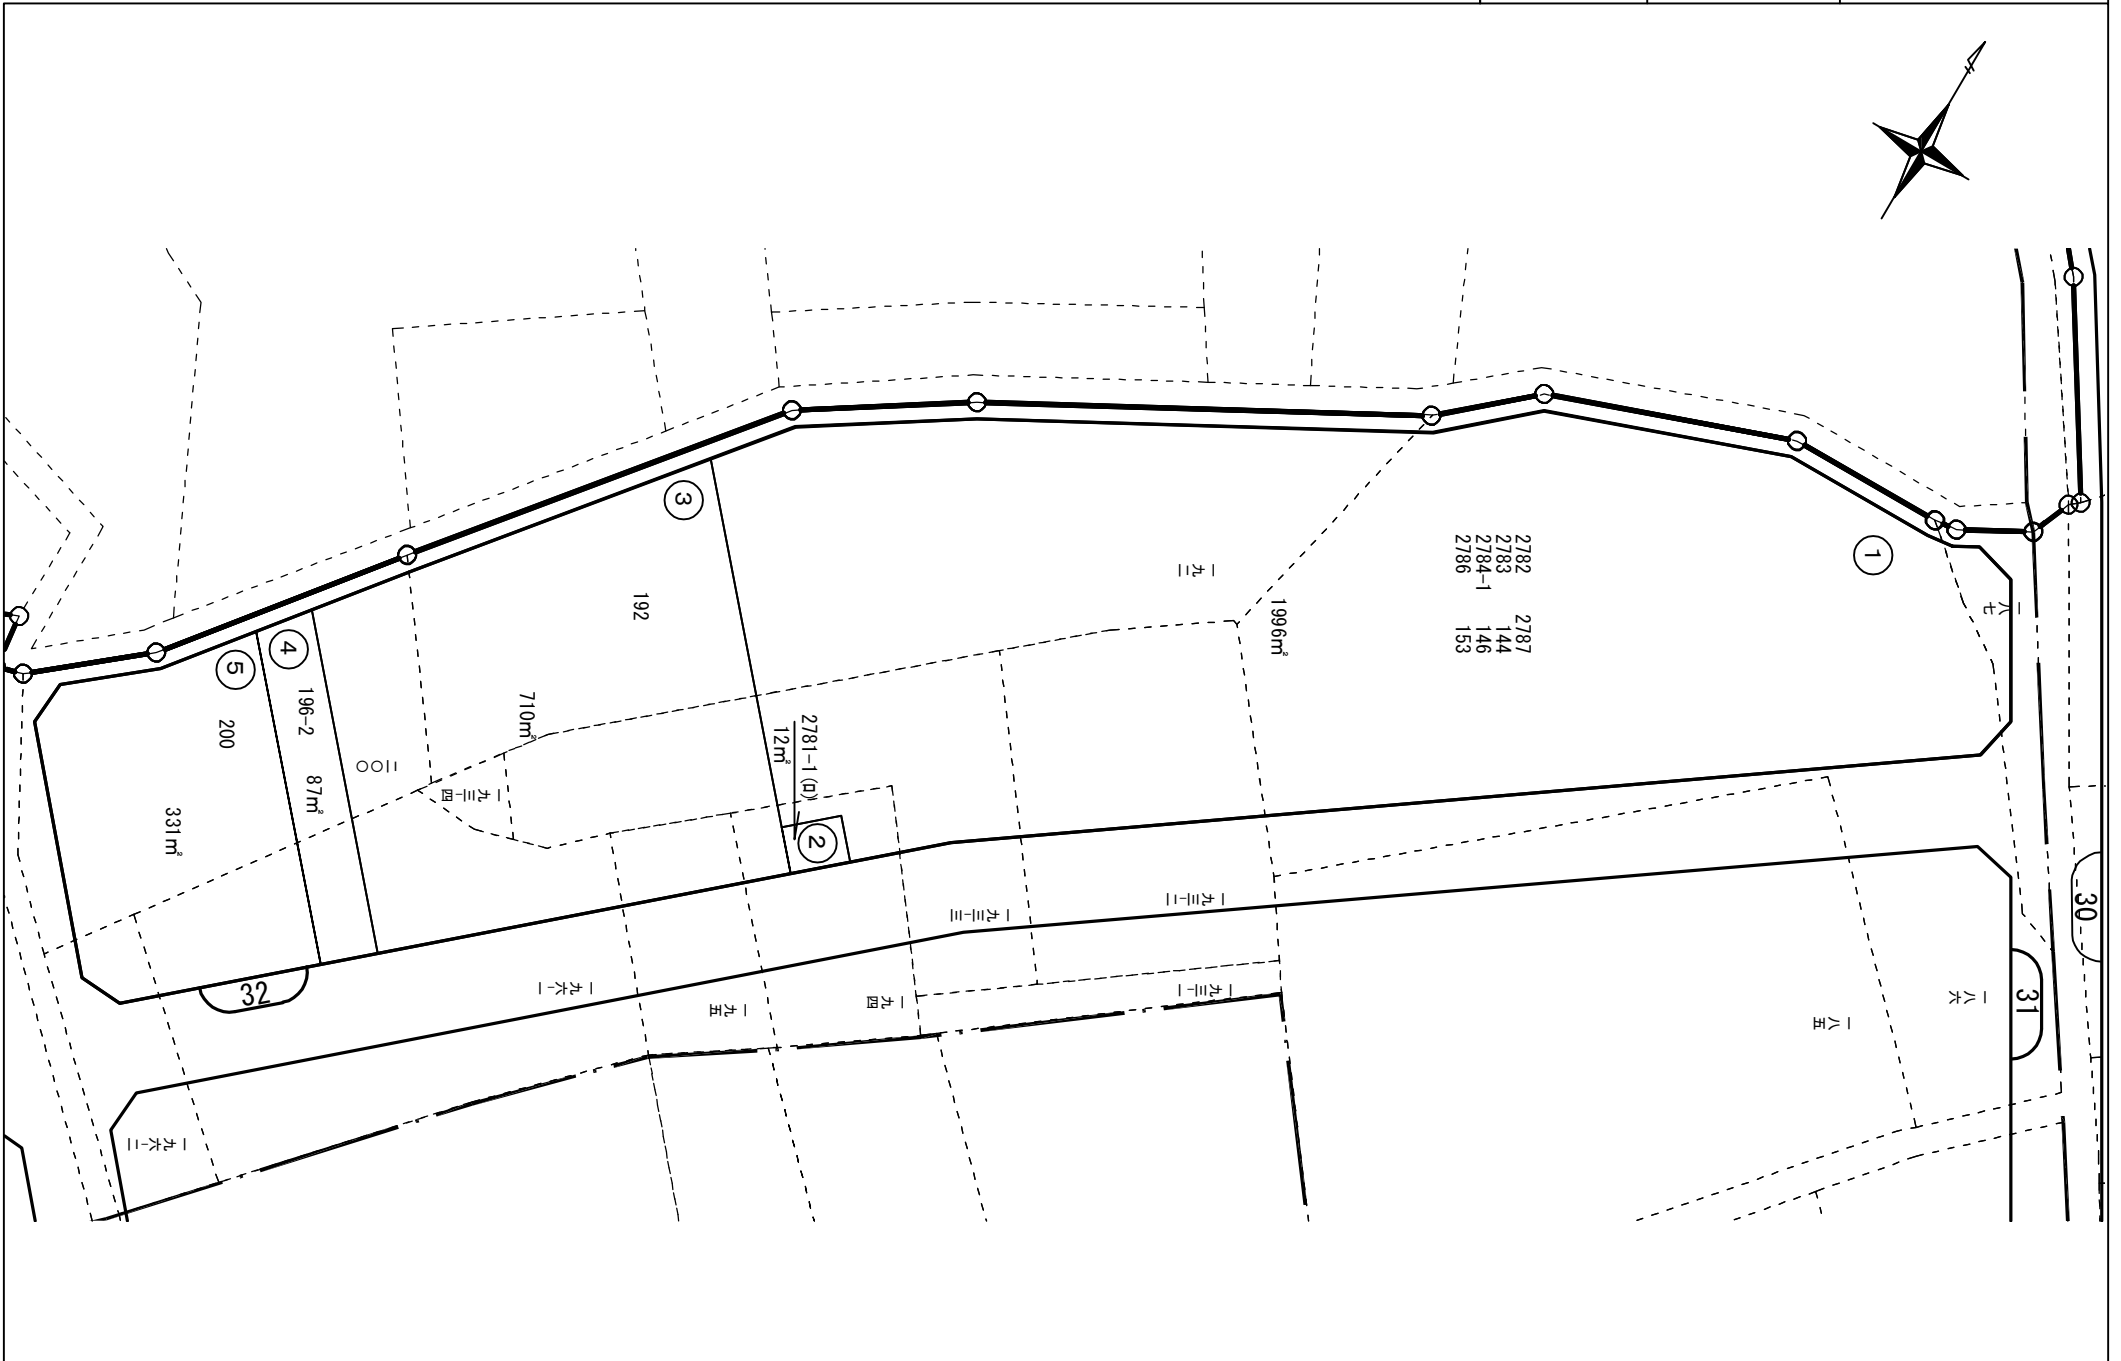 ①
2782 2787
2783 144
2784-1 146
2786 153
1996㎡
②
2781-1 (ロ)
12㎡
③
192
710㎡
④
196-2 87㎡
⑤
200
331㎡
30
31
32
一八七
一八六
一八五
一九二
一九三-二
一九三-三
一九三-一
一九三-四
一九四
一九五
一九六-一
一九六-二
二〇〇